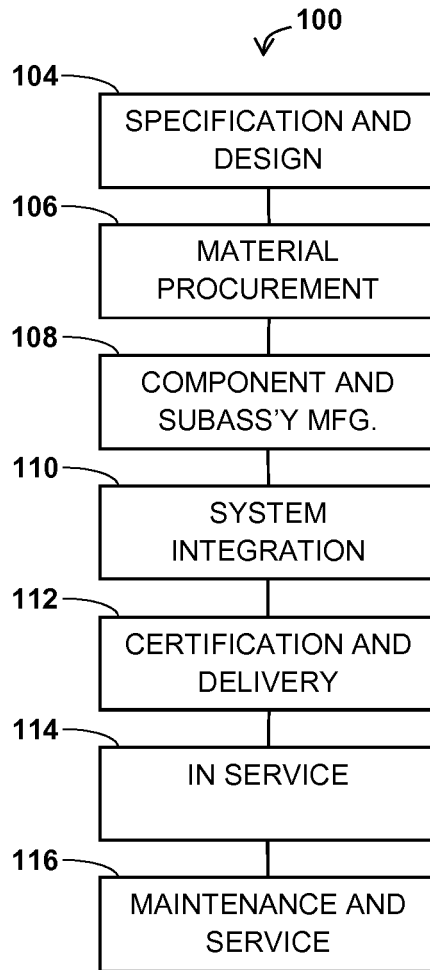 100
104
SPECIFICATION AND
DESIGN
106
MATERIAL
PROCUREMENT
108
COMPONENT AND
SUBASS'Y MFG.
110
SYSTEM
INTEGRATION
112
CERTIFICATION AND
DELIVERY
114
IN SERVICE
116
MAINTENANCE AND
SERVICE